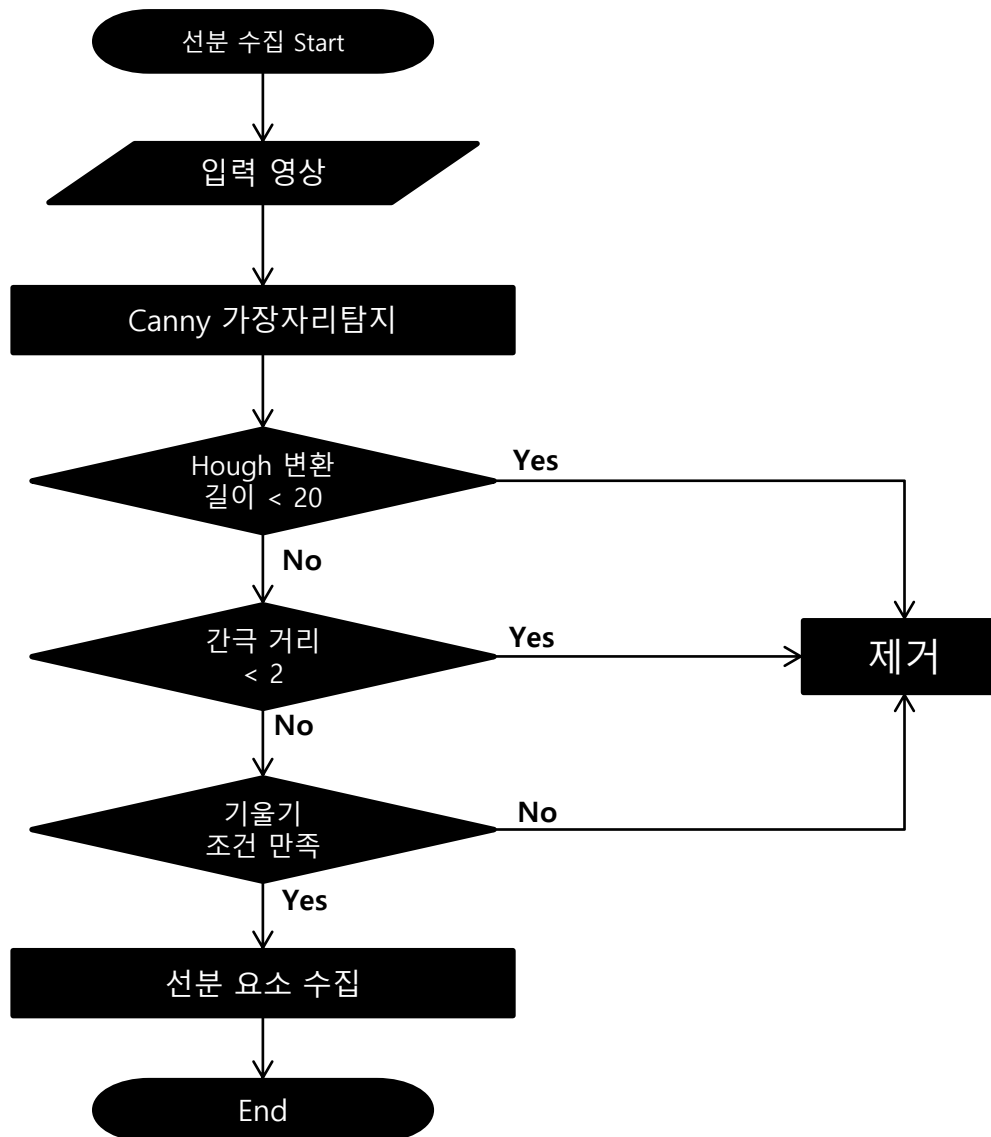 선분 수집 Start
입력 영상
Canny 가장자리탐지
Hough 변환
길이 < 20
Yes
No
간극 거리
< 2
Yes
제거
No
기울기
조건 만족
No
Yes
선분 요소 수집
End